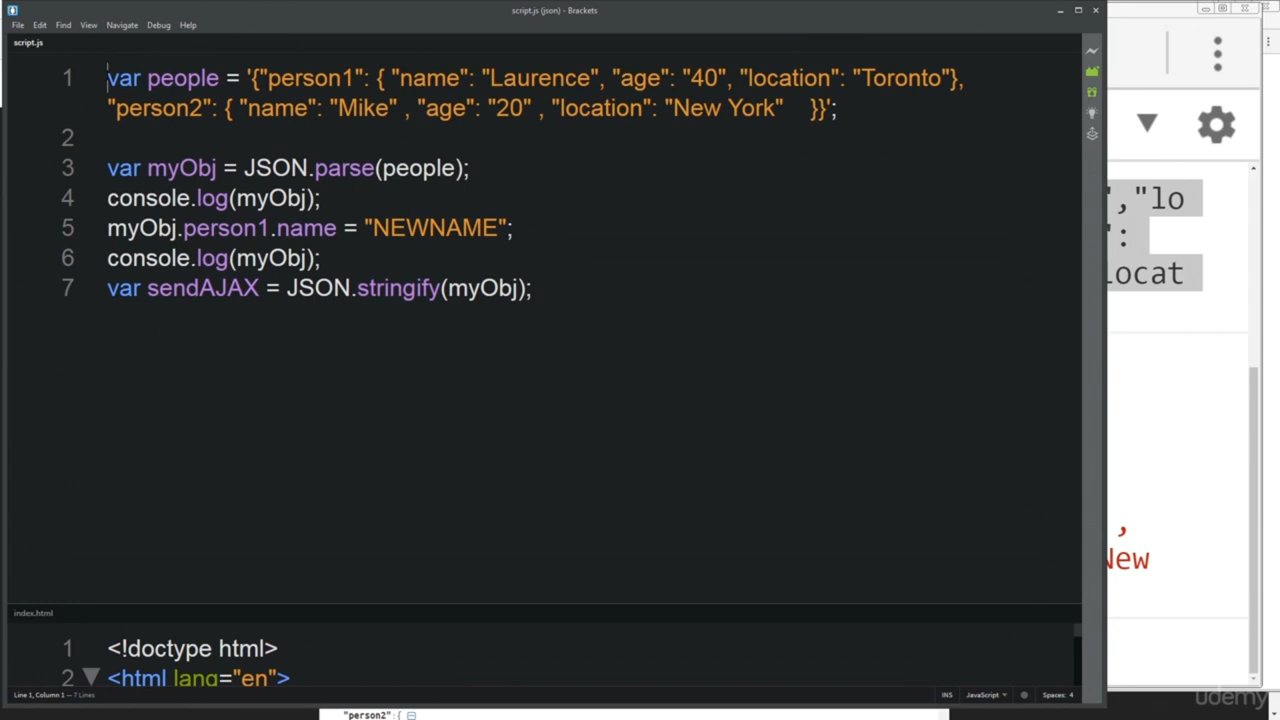 script.js (json) - Brackets
File Edit Find View Navigate Debug Help
script.js
1 var people = '{"person1": { "name": "Laurence", "age": "40", "location": "Toronto"},
"person2": { "name": "Mike" , "age": "20" , "location": "New York" }}';
2
3 var myObj = JSON.parse(people);
4 console.log(myObj);
5 myObj.person1.name = "NEWNAME";
6 console.log(myObj);
7 var sendAJAX = JSON.stringify(myObj);
","lo
":
locat
,
New
index.html
1 <!doctype html>
2 <html lang="en">
Line 1, Column 1 — 7 Lines
INS JavaScript Spaces: 4
udemy
"person2":{